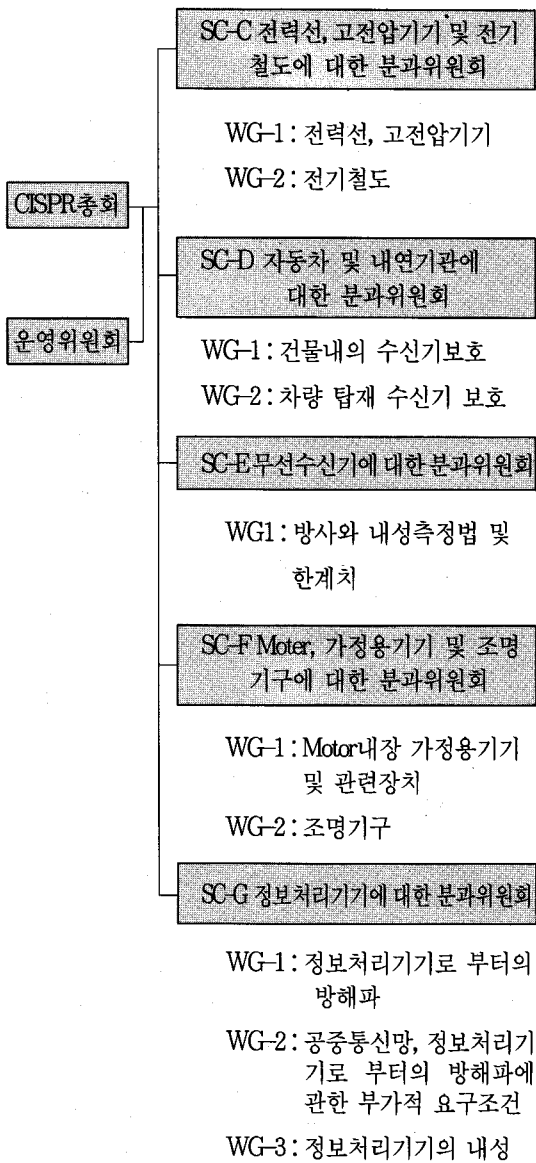 SC-C 전력선, 고전압기기 및 전기
철도에 대한 분과위원회
WG-1 : 전력선, 고전압기기
WG-2 : 전기철도
CISPR총회
운영위원회
SC-D 자동차 및 내연기관에
대한 분과위원회
WG-1 : 건물내의 수신기보호
WG-2 : 차량 탑재 수신기 보호
SC-E 무선수신기에 대한 분과위원회
WG1 : 방사와 내성측정법 및
한계치
SC-F Moter, 가정용기기 및 조명
기구에 대한 분과위원회
WG-1 : Motor내장 가정용기기
및 관련장치
WG-2 : 조명기구
SC-G 정보처리기기에 대한 분과위원회
WG-1 : 정보처리기기로 부터의
방해파
WG-2 : 공중통신망, 정보처리기
기로 부터의 방해파에
관한 부가적 요구조건
WG-3 : 정보처리기기의 내성